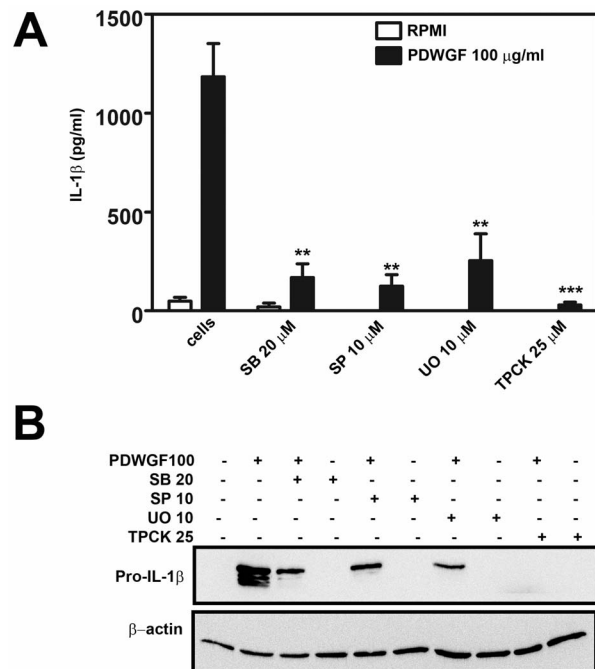 A
1500
1000
500
0
IL-1β (pg/ml)
RPMI
PDWGF 100 μg/ml
** ** ** ***
cells SB 20 μM SP 10 μM UO 10 μM TPCK 25 μM
B
PDWGF100 - + + - + - + - + -
SB 20 - - + + - - - - - -
SP 10 - - - - + + - - - -
UO 10 - - - - - - + + - -
TPCK 25 - - - - - - - - + +
Pro-IL-1β
β-actin